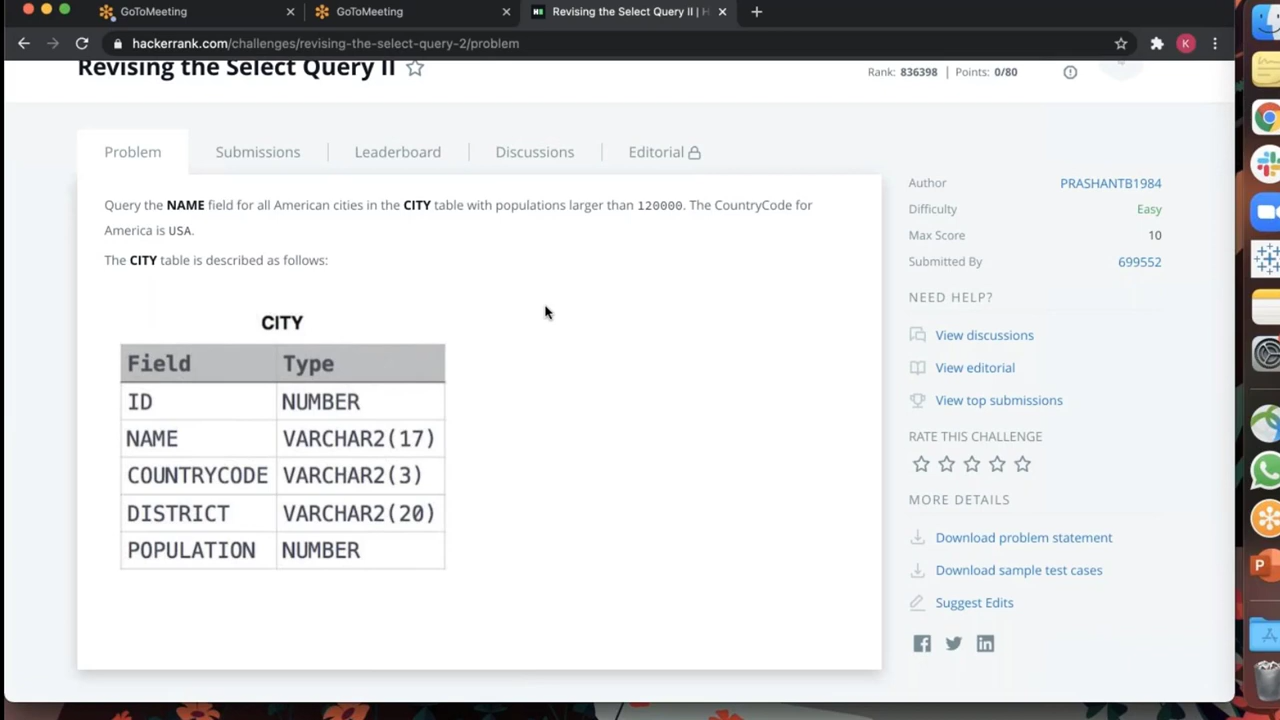 GoToMeeting
GoToMeeting
Revising the Select Query II | H
hackerrank.com/challenges/revising-the-select-query-2/problem
K
Revising the Select Query II
Rank: 836398 | Points: 0/80
Problem
Submissions
Leaderboard
Discussions
Editorial
Query the NAME field for all American cities in the CITY table with populations larger than 120000. The CountryCode for
America is USA.
The CITY table is described as follows:
CITY
Field Type
ID NUMBER
NAME VARCHAR2(17)
COUNTRYCODE VARCHAR2(3)
DISTRICT VARCHAR2(20)
POPULATION NUMBER
Author PRASHANTB1984
Difficulty Easy
Max Score 10
Submitted By 699552
NEED HELP?
View discussions
View editorial
View top submissions
RATE THIS CHALLENGE
MORE DETAILS
Download problem statement
Download sample test cases
Suggest Edits
P